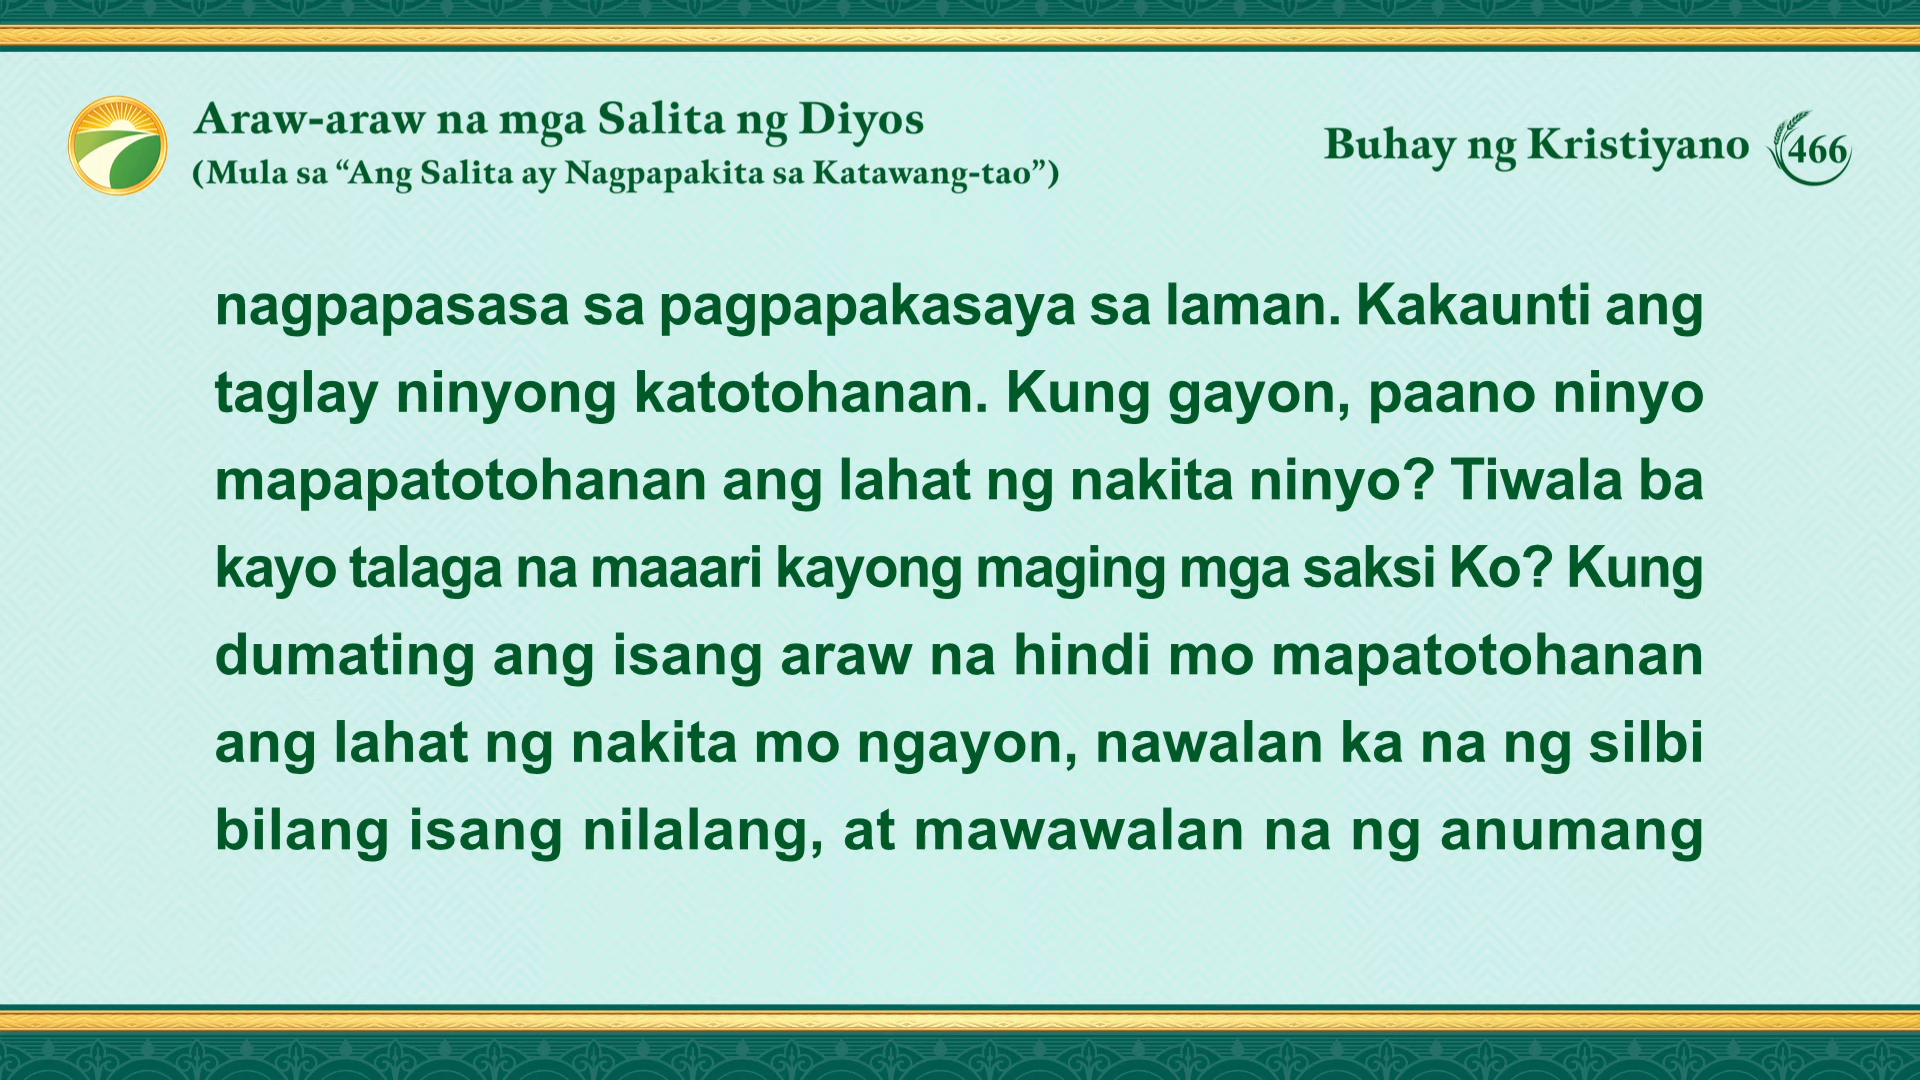 Araw-araw na mga Salita ng Diyos
(Mula sa “Ang Salita ay Nagpapakita sa Katawang-tao”)
Buhay ng Kristiyano 466
nagpapasasa sa pagpapakasaya sa laman. Kakaunti ang
taglay ninyong katotohanan. Kung gayon, paano ninyo
mapapatotohanan ang lahat ng nakita ninyo? Tiwala ba
kayo talaga na maaari kayong maging mga saksi Ko? Kung
dumating ang isang araw na hindi mo mapatotohanan
ang lahat ng nakita mo ngayon, nawalan ka na ng silbi
bilang isang nilalang, at mawawalan na ng anumang